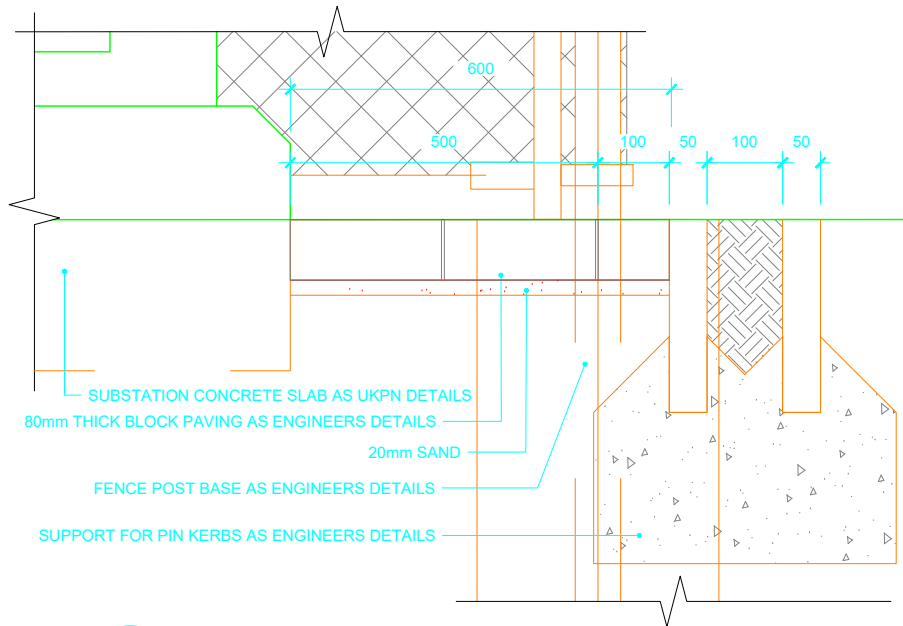 600
500
100
50
100
50
SUBSTATION CONCRETE SLAB AS UKPN DETAILS
80mm THICK BLOCK PAVING AS ENGINEERS DETAILS
20mm SAND
FENCE POST BASE AS ENGINEERS DETAILS
SUPPORT FOR PIN KERBS AS ENGINEERS DETAILS